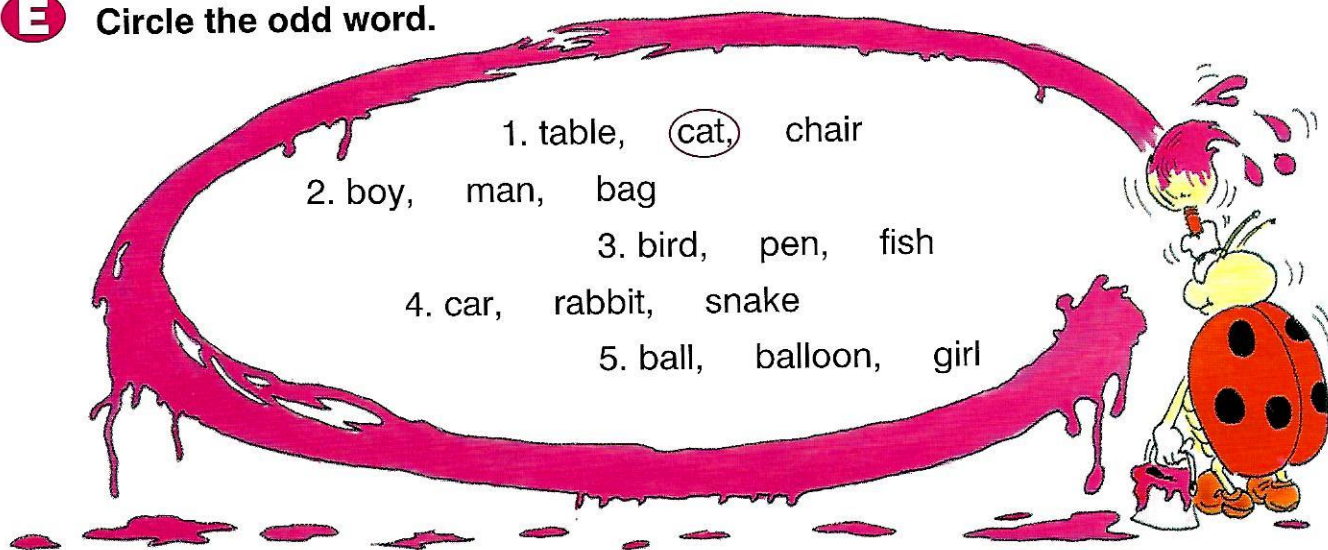 E Circle the odd word.
1. table, cat, chair
2. boy, man, bag
3. bird, pen, fish
4. car, rabbit, snake
5. ball, balloon, girl